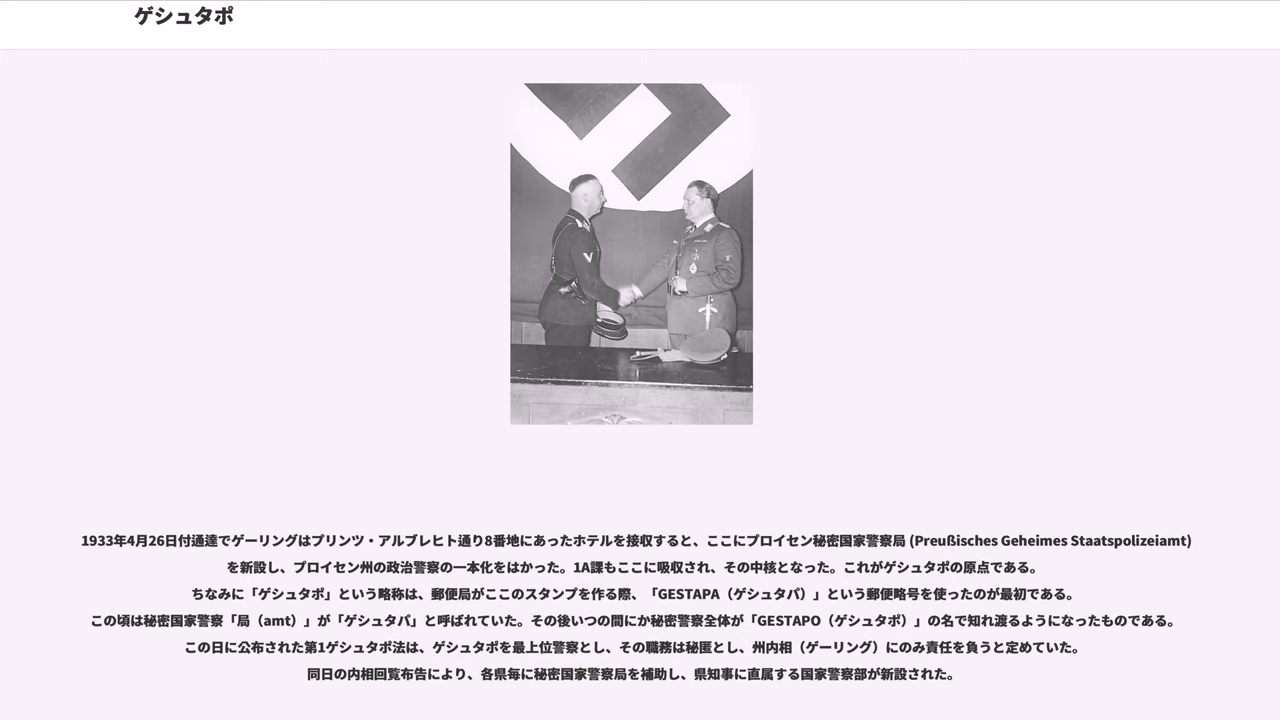 ゲシュタポ
1933年4月26日付通達でゲーリングはプリンツ・アルブレヒト通り8番地にあったホテルを接収すると、ここにプロイセン秘密国家警察局 (Preußisches Geheimes Staatspolizeiamt)
を新設し、プロイセン州の政治警察の一本化をはかった。1A課もここに吸収され、その中核となった。これがゲシュタポの原点である。
ちなみに「ゲシュタポ」という略称は、郵便局がここのスタンプを作る際、「GESTAPA（ゲシュタパ）」という郵便略号を使ったのが最初である。
この頃は秘密国家警察「局（amt）」が「ゲシュタパ」と呼ばれていた。その後いつの間にか秘密警察全体が「GESTAPO（ゲシュタポ）」の名で知れ渡るようになったものである。
この日に公布された第1ゲシュタポ法は、ゲシュタポを最上位警察とし、その職務は秘匿とし、州内相（ゲーリング）にのみ責任を負うと定めていた。
同日の内相回覧布告により、各県毎に秘密国家警察局を補助し、県知事に直属する国家警察部が新設された。